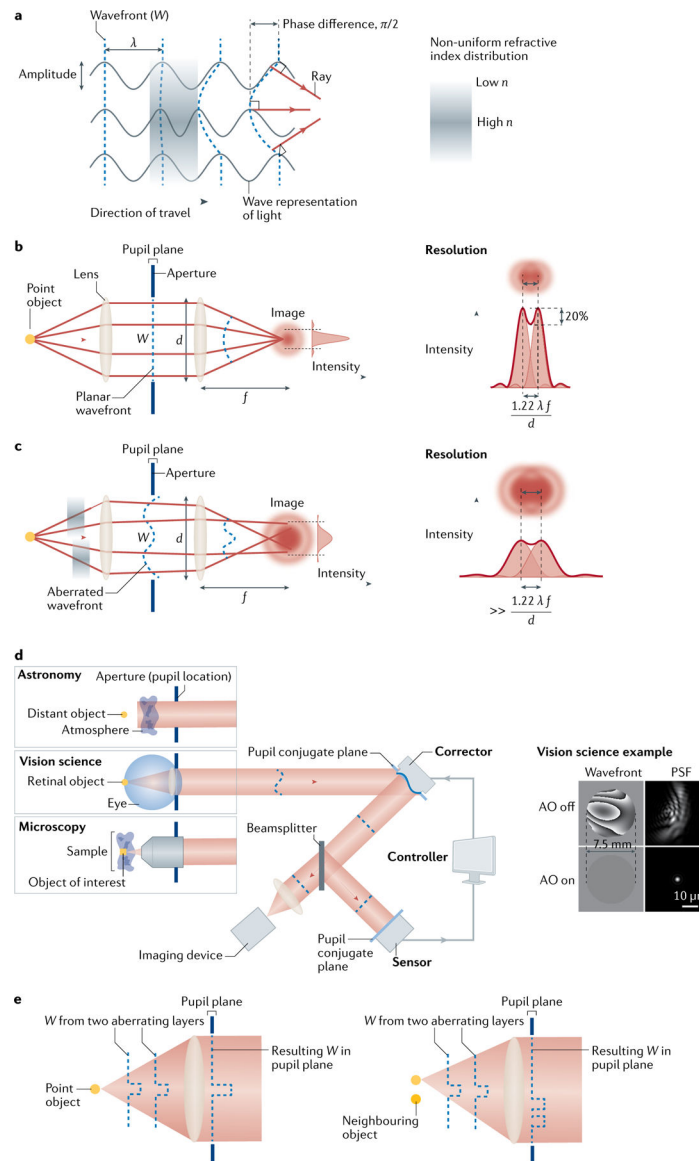 a
Wavefront (W)
Phase difference, π/2
λ
Amplitude
Ray
Non-uniform refractive
index distribution
Low n
High n
Direction of travel
Wave representation
of light
b
Pupil plane
Lens
Aperture
Point
object
W
d
Image
Intensity
Planar
wavefront
f
Resolution
20%
Intensity
1.22 λ f
d
c
Pupil plane
Aperture
W
d
Image
Intensity
Aberrated
wavefront
f
Resolution
Intensity
>> 1.22 λ f
d
d
Astronomy
Aperture (pupil location)
Distant object
Atmosphere
Vision science
Retinal object
Eye
Microscopy
Sample
Object of interest
Pupil conjugate plane
Corrector
Beamsplitter
Controller
Imaging device
Pupil
conjugate
plane
Sensor
Vision science example
Wavefront
PSF
AO off
7.5 mm
AO on
10 µm
e
Pupil plane
W from two aberrating layers
Resulting W in
pupil plane
Point
object
Pupil plane
W from two aberrating layers
Resulting W in
pupil plane
Neighbouring
object